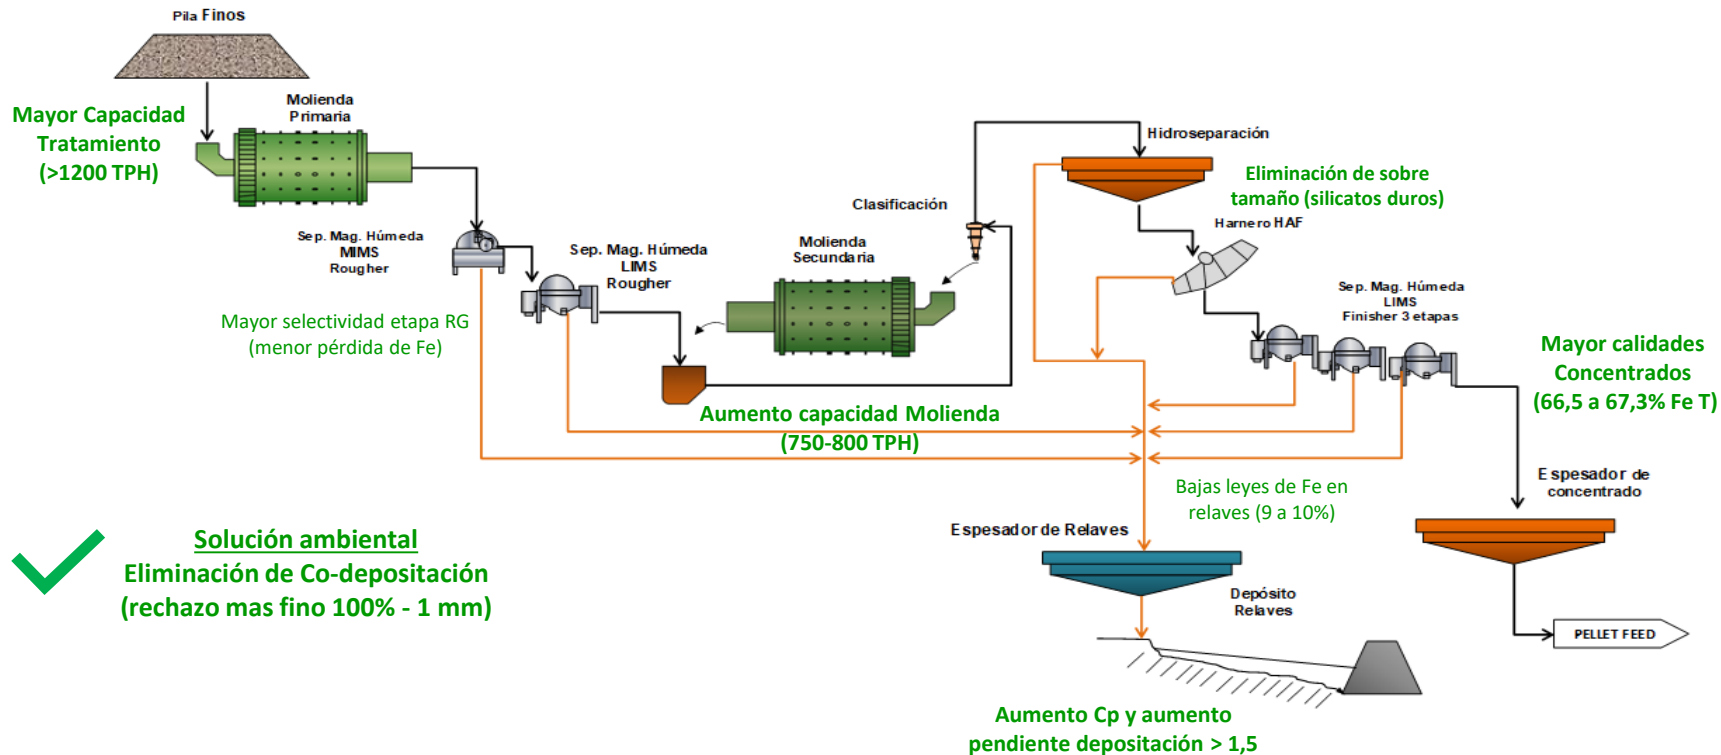 Pila Finos
Mayor Capacidad
Tratamiento
(>1200 TPH)
Molienda
Primaria
Sep. Mag. Húmeda
MIMS
Rougher
Sep. Mag. Húmeda
LIMS
Rougher
Mayor selectividad etapa RG
(menor pérdida de Fe)
Molienda
Secundaria
Clasificación
Aumento capacidad Molienda
(750-800 TPH)
Hidroseparación
Eliminación de sobre
tamaño (silicatos duros)
Harnero HAF
Sep. Mag. Húmeda
LIMS
Finisher 3 etapas
Mayor calidades
Concentrados
(66,5 a 67,3% Fe T)
Bajas leyes de Fe en
relaves (9 a 10%)
Espesador de
concentrado
Espesador de Relaves
Depósito
Relaves
PELLET FEED
Solución ambiental
Eliminación de Co-depositación
(rechazo mas fino 100% - 1 mm)
Aumento Cp y aumento
pendiente depositación > 1,5